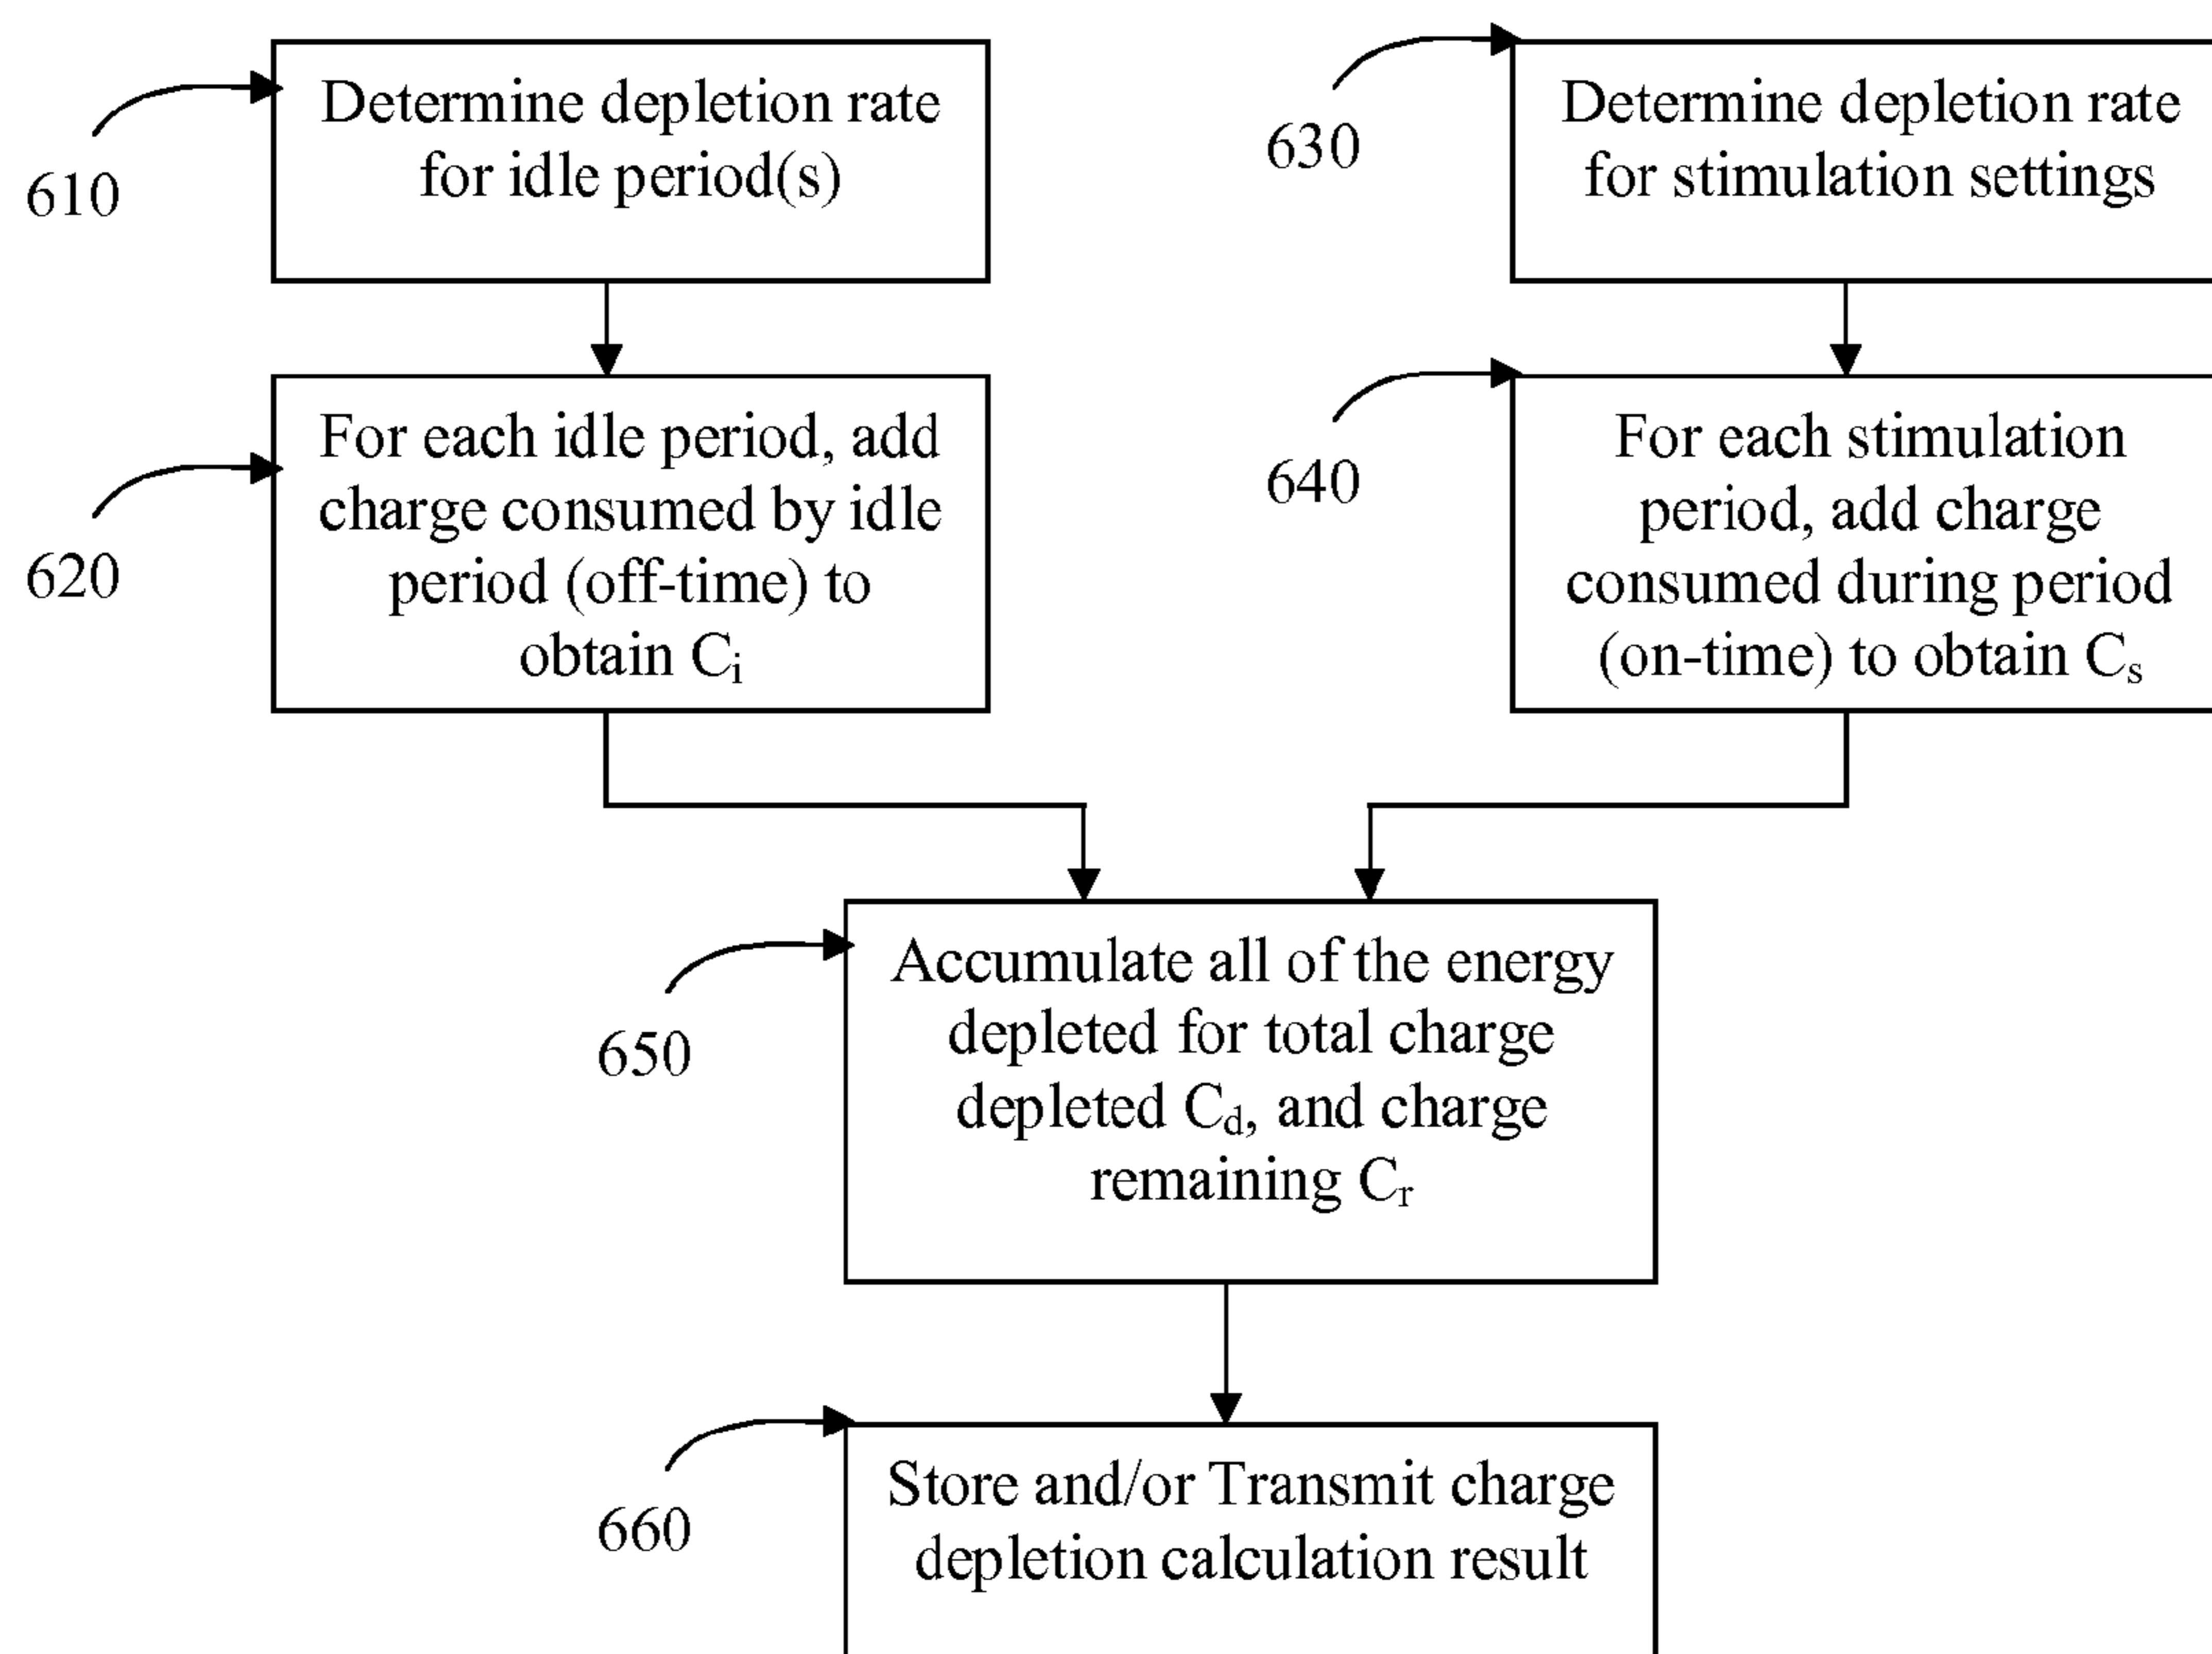 Determine depletion rate
for idle period(s)
610
For each idle period, add
charge consumed by idle
period (off-time) to
obtain Cᵢ
620
Determine depletion rate
for stimulation settings
630
For each stimulation
period, add charge
consumed during period
(on-time) to obtain Cₛ
640
Accumulate all of the energy
depleted for total charge
depleted C_d, and charge
remaining Cᵣ
650
Store and/or Transmit charge
depletion calculation result
660